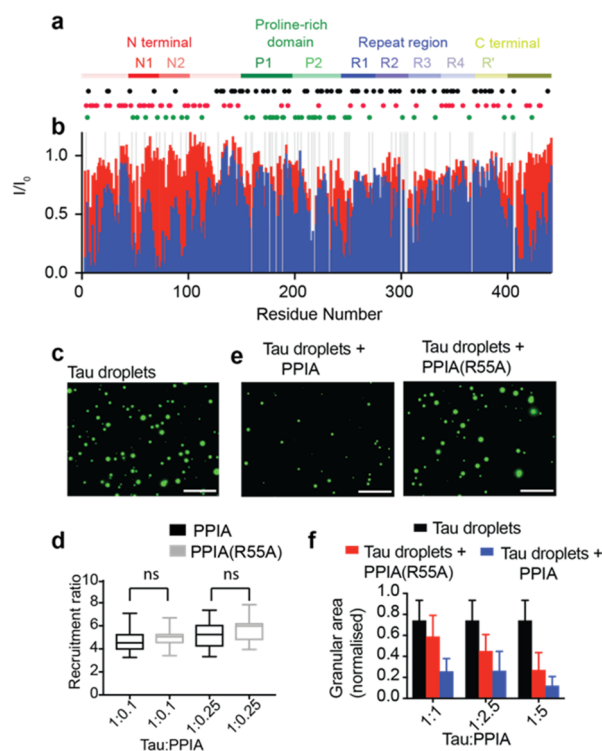 a
Proline-rich
domain
N terminal
Repeat region
C terminal
N1 N2 P1 P2 R1 R2 R3 R4 R'
b
1.0
0.5
0.0
I/I0
0 100 200 300 400
Residue Number
c
Tau droplets
e
Tau droplets +
PPIA
Tau droplets +
PPIA(R55A)
d
PPIA
PPIA(R55A)
ns ns
10
8
6
4
2
0
Recruitment ratio
1:0.1 1:0.1 1:0.25 1:0.25
Tau:PPIA
f
Tau droplets
Tau droplets +
PPIA(R55A)
Tau droplets +
PPIA
1.0
0.8
0.6
0.4
0.2
0
Granular area
(normalised)
1:1 1:2.5 1:5
Tau:PPIA